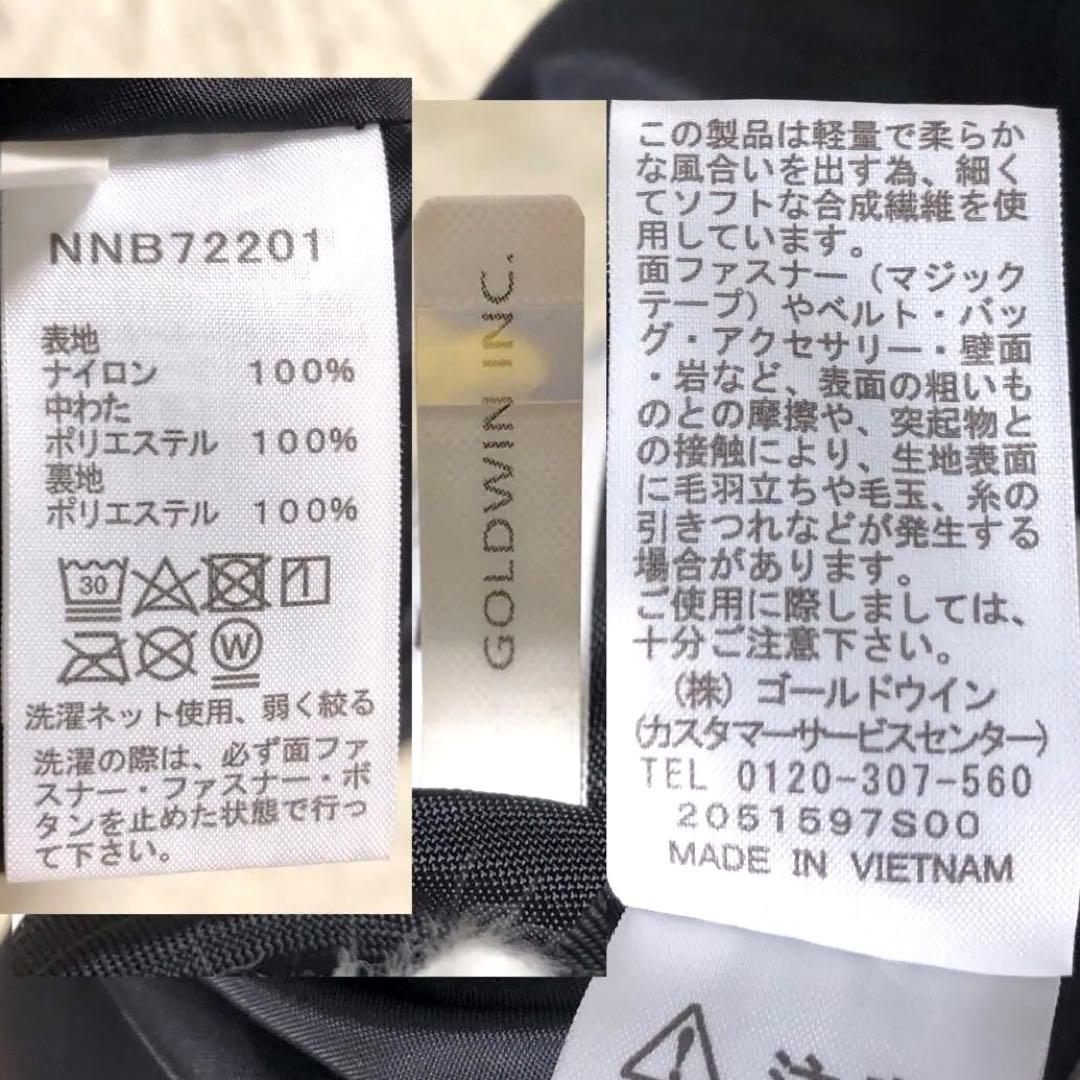 NNB72201
表地
ナイロン 100%
中わた
ポリエステル 100%
裏地
ポリエステル 100%
30
W
洗濯ネット使用、弱く絞る
洗濯の際は、必ず面ファ
スナー・ファスナー・ボ
タンを止めた状態で行っ
て下さい。
GOLDWIN INC.
この製品は軽量で柔らか
な風合いを出す為、細く
てソフトな合成繊維を使
用しています。
面ファスナー(マジック
テープ)やベルト・バッ
グ・アクセサリー・壁面
・岩など、表面の粗いも
のとの摩擦や、突起物と
の接触により、生地表面
に毛羽立ちや毛玉、糸の
引きつれなどが発生する
場合があります。
ご使用に際しましては、
十分ご注意下さい。
(株)ゴールドウイン
(カスタマーサービスセンター)
TEL 0120-307-560
2051597S00
MADE IN VIETNAM